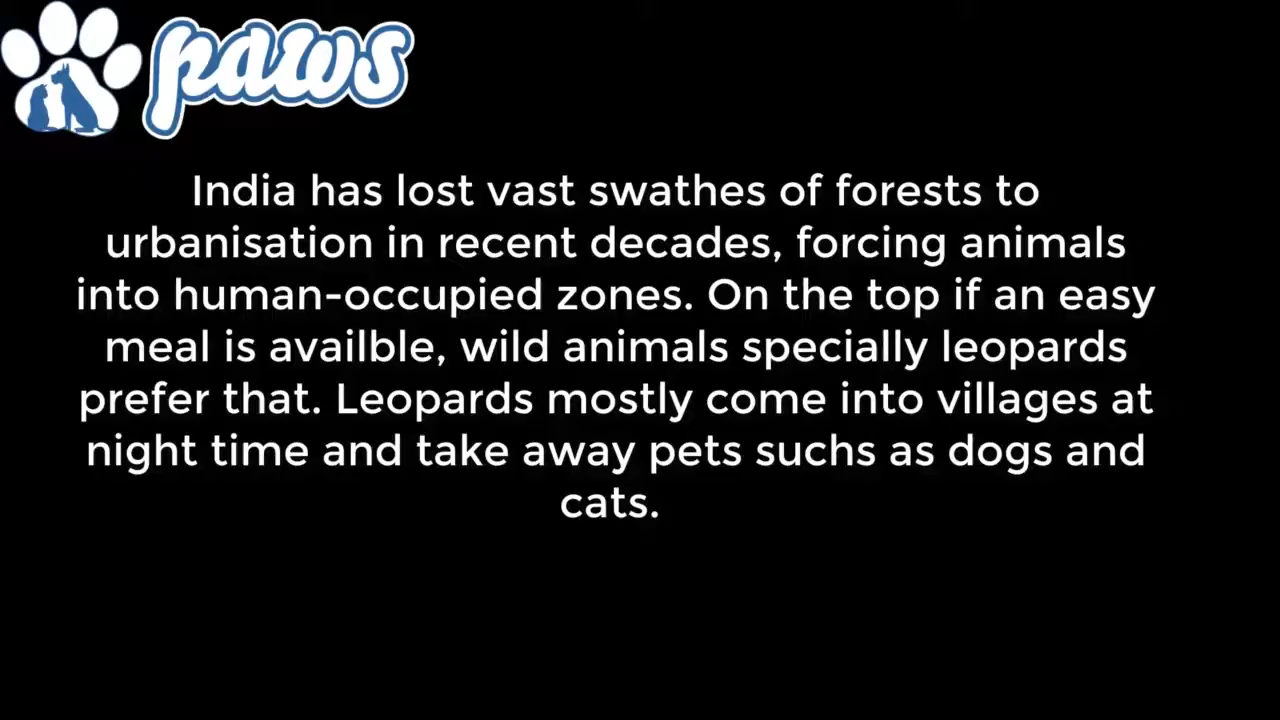 paws
India has lost vast swathes of forests to
urbanisation in recent decades, forcing animals
into human-occupied zones. On the top if an easy
meal is availble, wild animals specially leopards
prefer that. Leopards mostly come into villages at
night time and take away pets suchs as dogs and
cats.